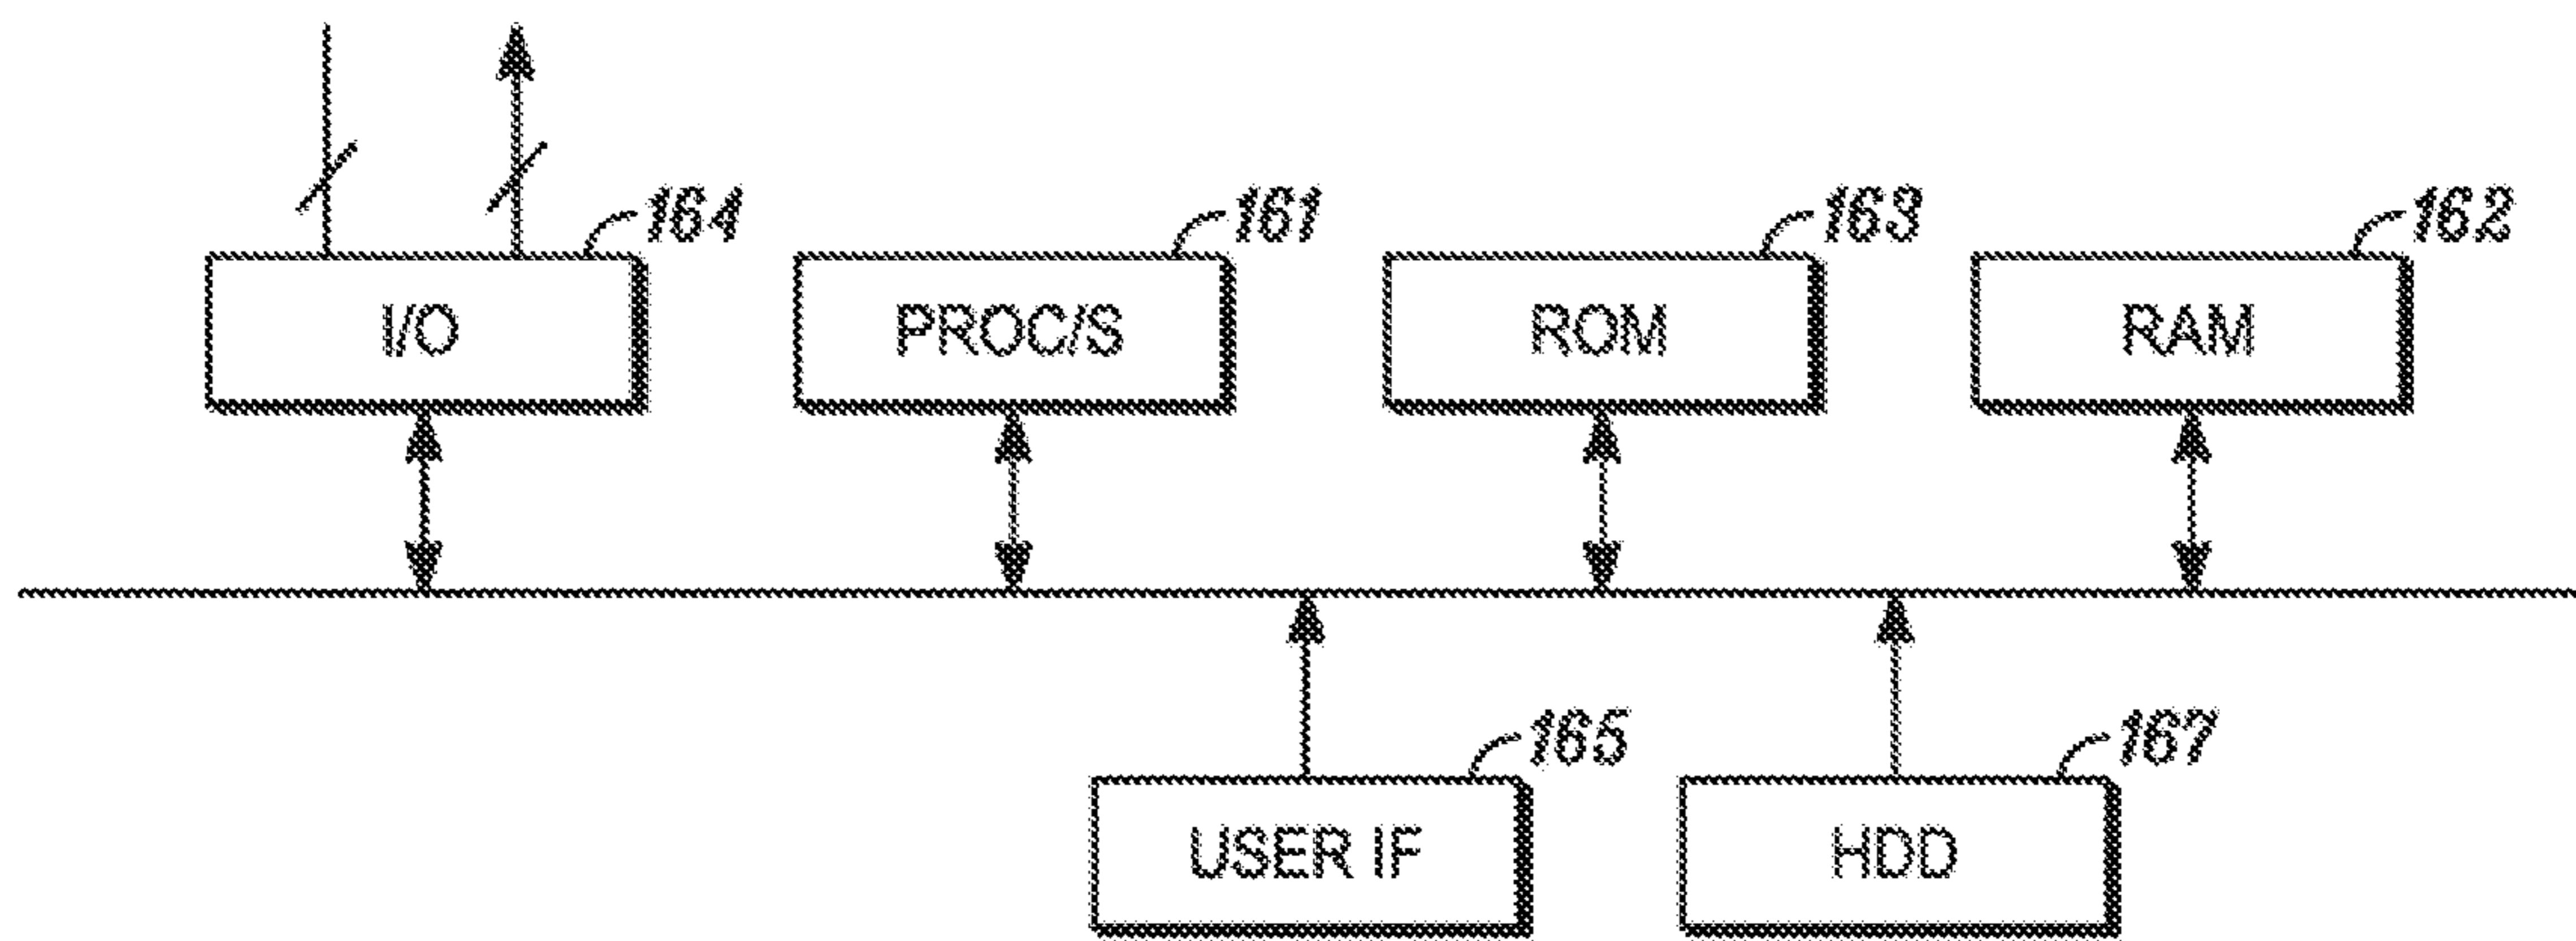 164
161
163
162
I/O
PROC/S
ROM
RAM
165
167
USER IF
HDD